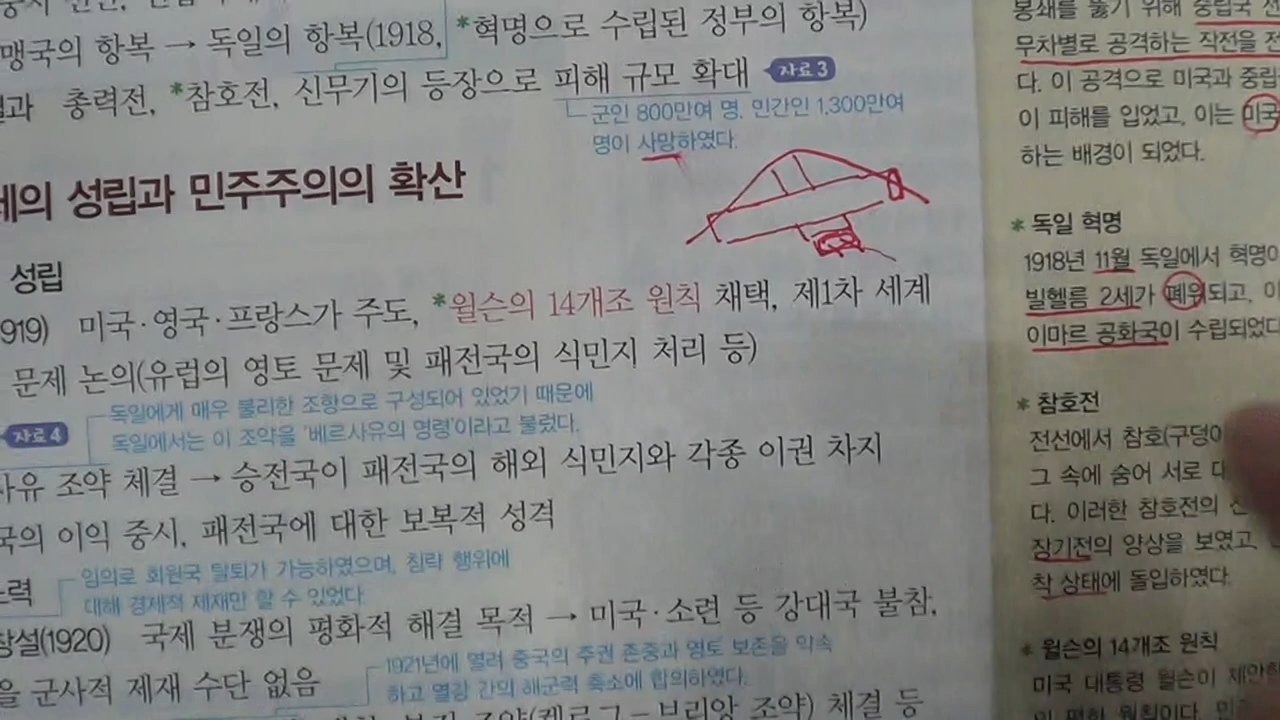 맹국의 항복 → 독일의 항복(1918, *혁명으로 수립된 정부의 항복)
총력전, *참호전, 신무기의 등장으로 피해 규모 확대 자료 3
군인 800만여 명, 민간인 1,300만여
명이 사망하였다.
성립과 민주주의의 확산
성립
919) 미국·영국·프랑스가 주도, *윌슨의 14개조 원칙 채택, 제1차 세계
문제 논의(유럽의 영토 문제 및 패전국의 식민지 처리 등)
독일에게 매우 불리한 조항으로 구성되어 있었기 때문에
자료 4 독일에서는 이 조약을 '베르사유의 명령'이라고 불렀다.
사유 조약 체결 → 승전국이 패전국의 해외 식민지와 각종 이권 차지
국의 이익 중시, 패전국에 대한 보복적 성격
임의로 회원국 탈퇴가 가능하였으며, 침략 행위에
대해 경제적 제재만 할 수 있었다.
창설(1920) 국제 분쟁의 평화적 해결 목적 → 미국·소련 등 강대국 불참,
을 군사적 제재 수단 없음
1921년에 열려 중국의 주권 존중과 영토 보존을 약속
하고 열강 간의 해군력 축소에 합의하였다.
조약(켈로그-브리앙 조약) 체결 등
봉쇄를 뚫기 위해 중립국
무차별로 공격하는 작전을
다. 이 공격으로 미국과 중립
이 피해를 입었고, 이는 미국
하는 배경이 되었다.
* 독일 혁명
1918년 11월 독일에서 혁명이
빌헬름 2세가 폐위되고,
이마르 공화국이 수립되었다
* 참호전
전선에서 참호(구덩이
그 속에 숨어 서로
다. 이러한 참호전의
장기전의 양상을 보였고
착 상태에 돌입하였다.
* 윌슨의 14개조 원칙
미국 대통령 윌슨이